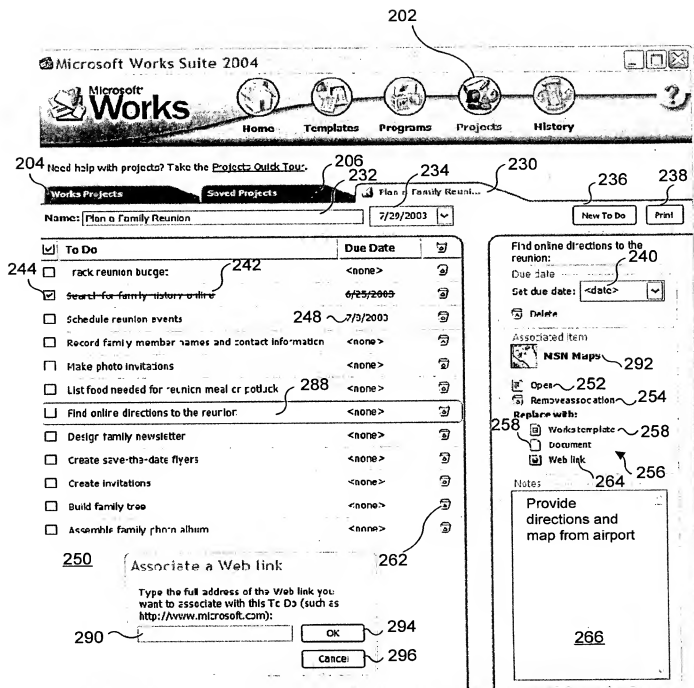 202
Microsoft Works Suite 2004
Microsoft
Works
Home Templates Programs Projects History
?
204 Need help with projects? Take the Projects Quick Tour. 206 232 234 230 236 238
Works Projects Saved Projects Plan a Family Reuni...
Name: Plan a Family Reunion 7/29/2003 New To Do Print
To Do Due Date
244 Track reunion budget 242 <none>
Search for family history online 6/25/2003
Schedule reunion events 248 7/3/2003
Record family member names and contact information <none>
Make photo invitations <none>
List food needed for reunion meal or potluck 288 <none>
Find online directions to the reunion <none>
Design family newsletter <none>
Create save-the-date flyers <none>
Create invitations <none>
Build family tree <none>
Assemble family photo album <none>
262
Find online directions to the
reunion: 240
Due date
Set due date: <date>
Delete
Associated item
MSN Maps 292
Open 252
Remove association 254
Replace with:
258 Works template 258
Document
Web link 264 256
Notes
Provide
directions and
map from airport
266
250 Associate a Web link
Type the full address of the Web link you
want to associate with this To Do (such as
http://www.microsoft.com):
290 OK 294
Cancel 296